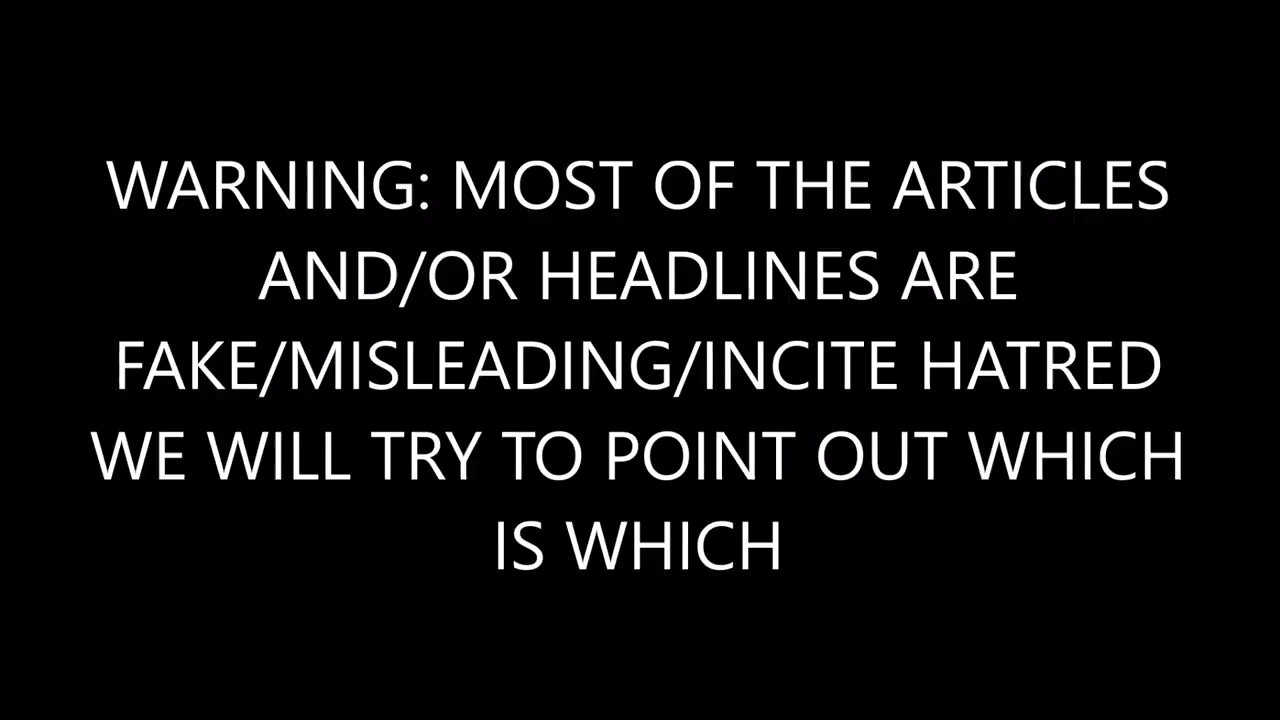 WARNING: MOST OF THE ARTICLES
AND/OR HEADLINES ARE
FAKE/MISLEADING/INCITE HATRED
WE WILL TRY TO POINT OUT WHICH
IS WHICH